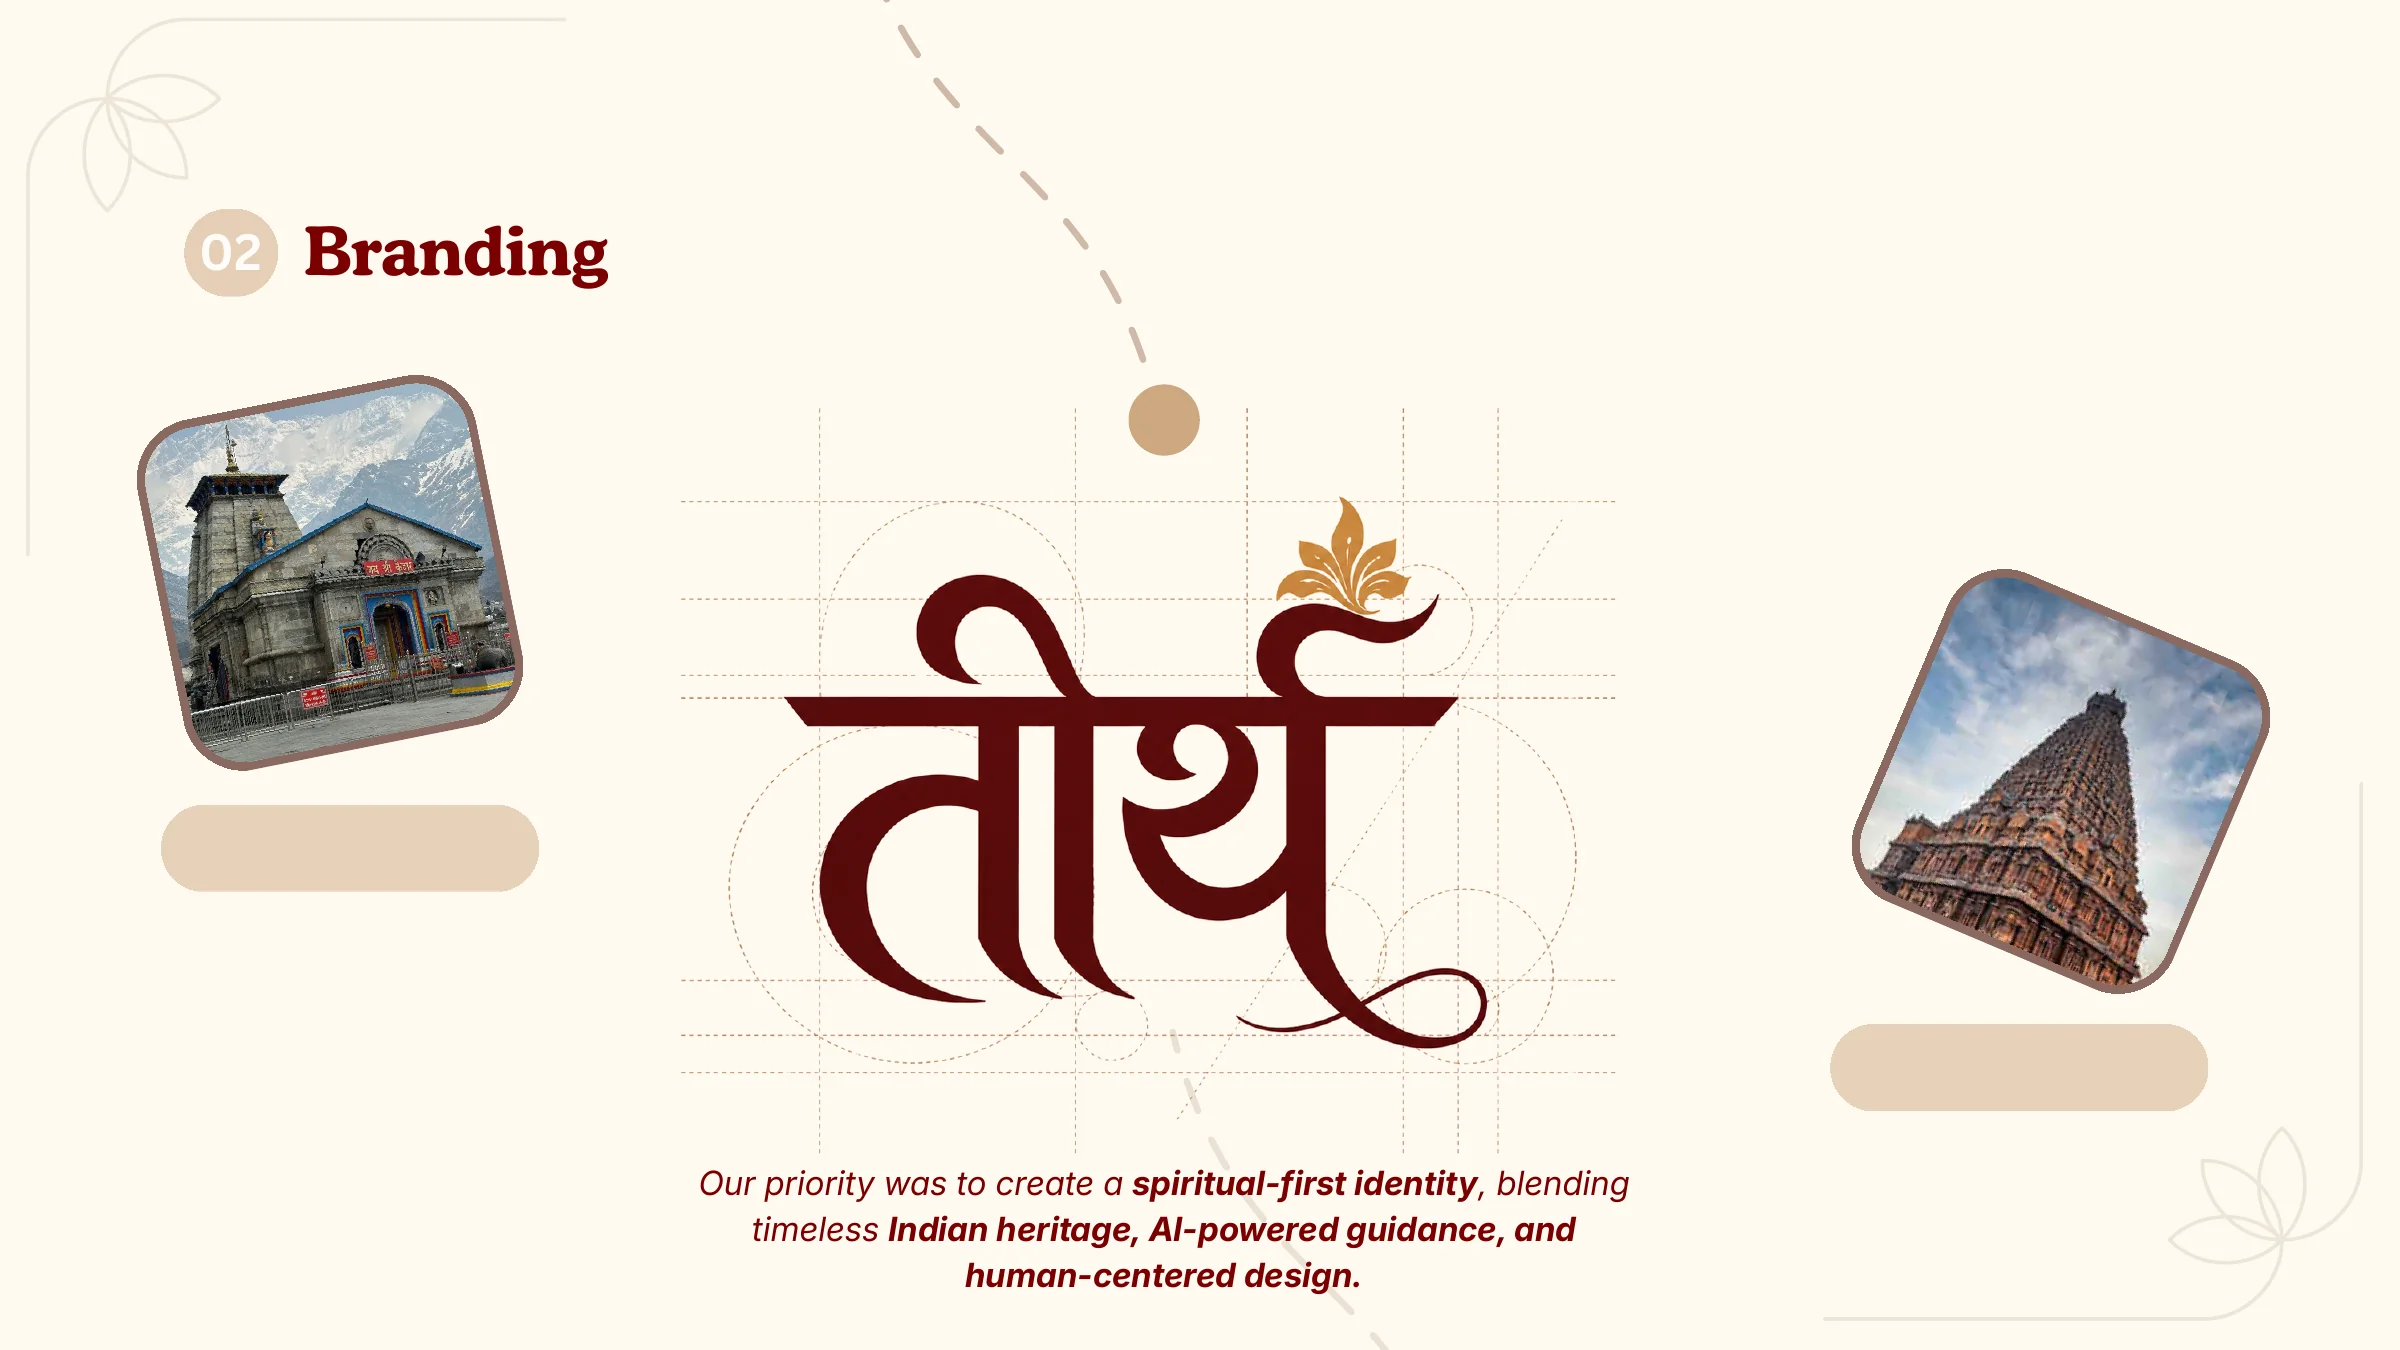 02 Branding
जय श्री केदार
तीर्थ
Our priority was to create a spiritual-first identity, blending
timeless Indian heritage, AI-powered guidance, and
human-centered design.